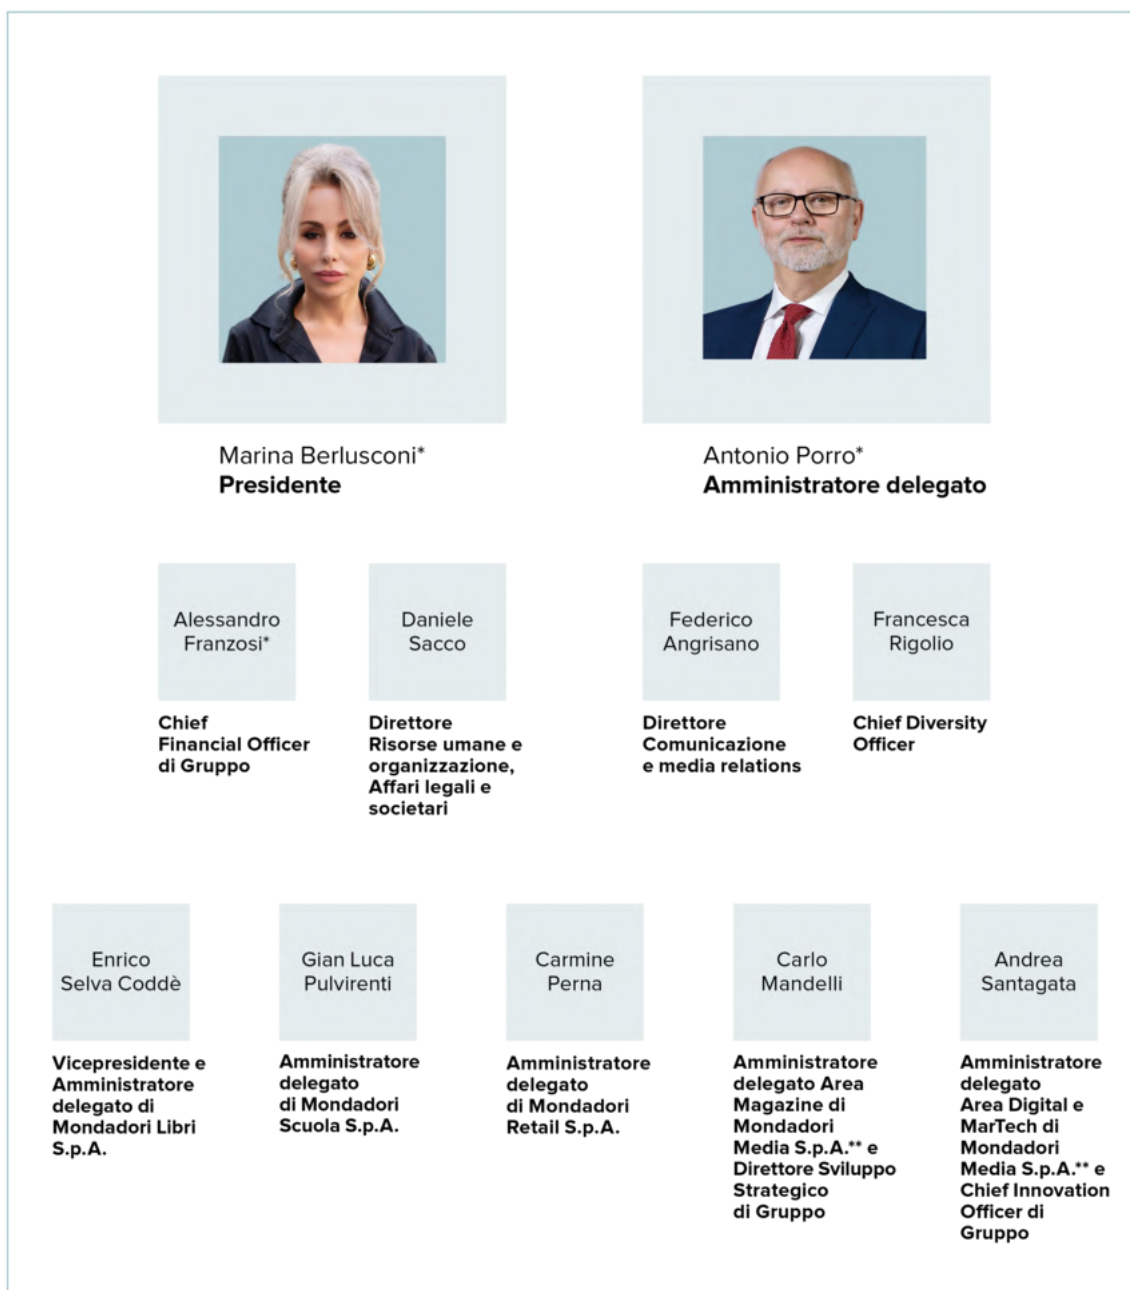 Marina Berlusconi*
Presidente
Antonio Porro*
Amministratore delegato
Alessandro
Franzosi*
Chief
Financial Officer
di Gruppo
Daniele
Sacco
Direttore
Risorse umane e
organizzazione,
Affari legali e
societari
Federico
Angrisano
Direttore
Comunicazione
e media relations
Francesca
Rigolio
Chief Diversity
Officer
Enrico
Selva Coddè
Vicepresidente e
Amministratore
delegato di
Mondadori Libri
S.p.A.
Gian Luca
Pulvirenti
Amministratore
delegato
di Mondadori
Scuola S.p.A.
Carmine
Perna
Amministratore
delegato
di Mondadori
Retail S.p.A.
Carlo
Mandelli
Amministratore
delegato Area
Magazine di
Mondadori
Media S.p.A.** e
Direttore Sviluppo
Strategico
di Gruppo
Andrea
Santagata
Amministratore
delegato
Area Digital e
MarTech di
Mondadori
Media S.p.A.** e
Chief Innovation
Officer di
Gruppo